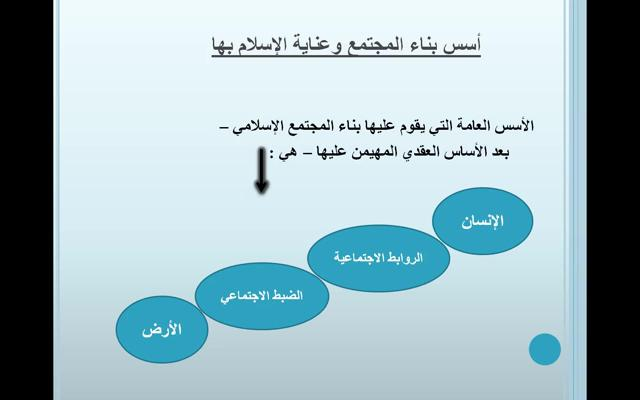 أسس بناء المجتمع وعناية الإسلام بها
الأسس العامة التي يقوم عليها بناء المجتمع الإسلامي –
بعد الأساس العقدي المهيمن عليها – هي :
الإنسان
الروابط الاجتماعية
الضبط الاجتماعي
الأرض